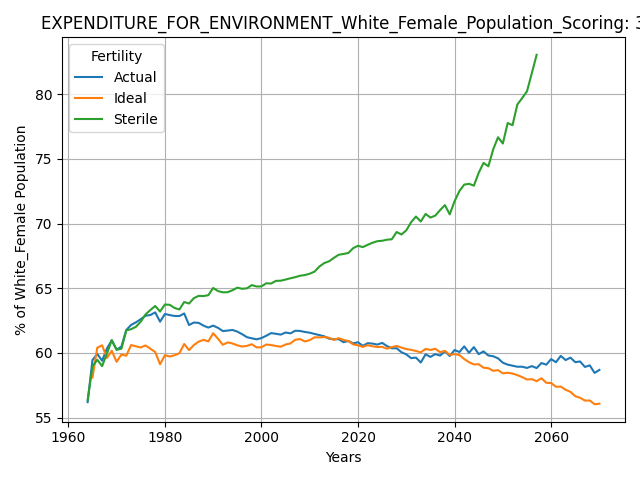 EXPENDITURE_FOR_ENVIRONMENT_White_Female_Population_Scoring: 3
Fertility
Actual
Ideal
Sterile
% of White_Female Population
80
75
70
65
60
55
1960
1980
2000
2020
2040
2060
Years